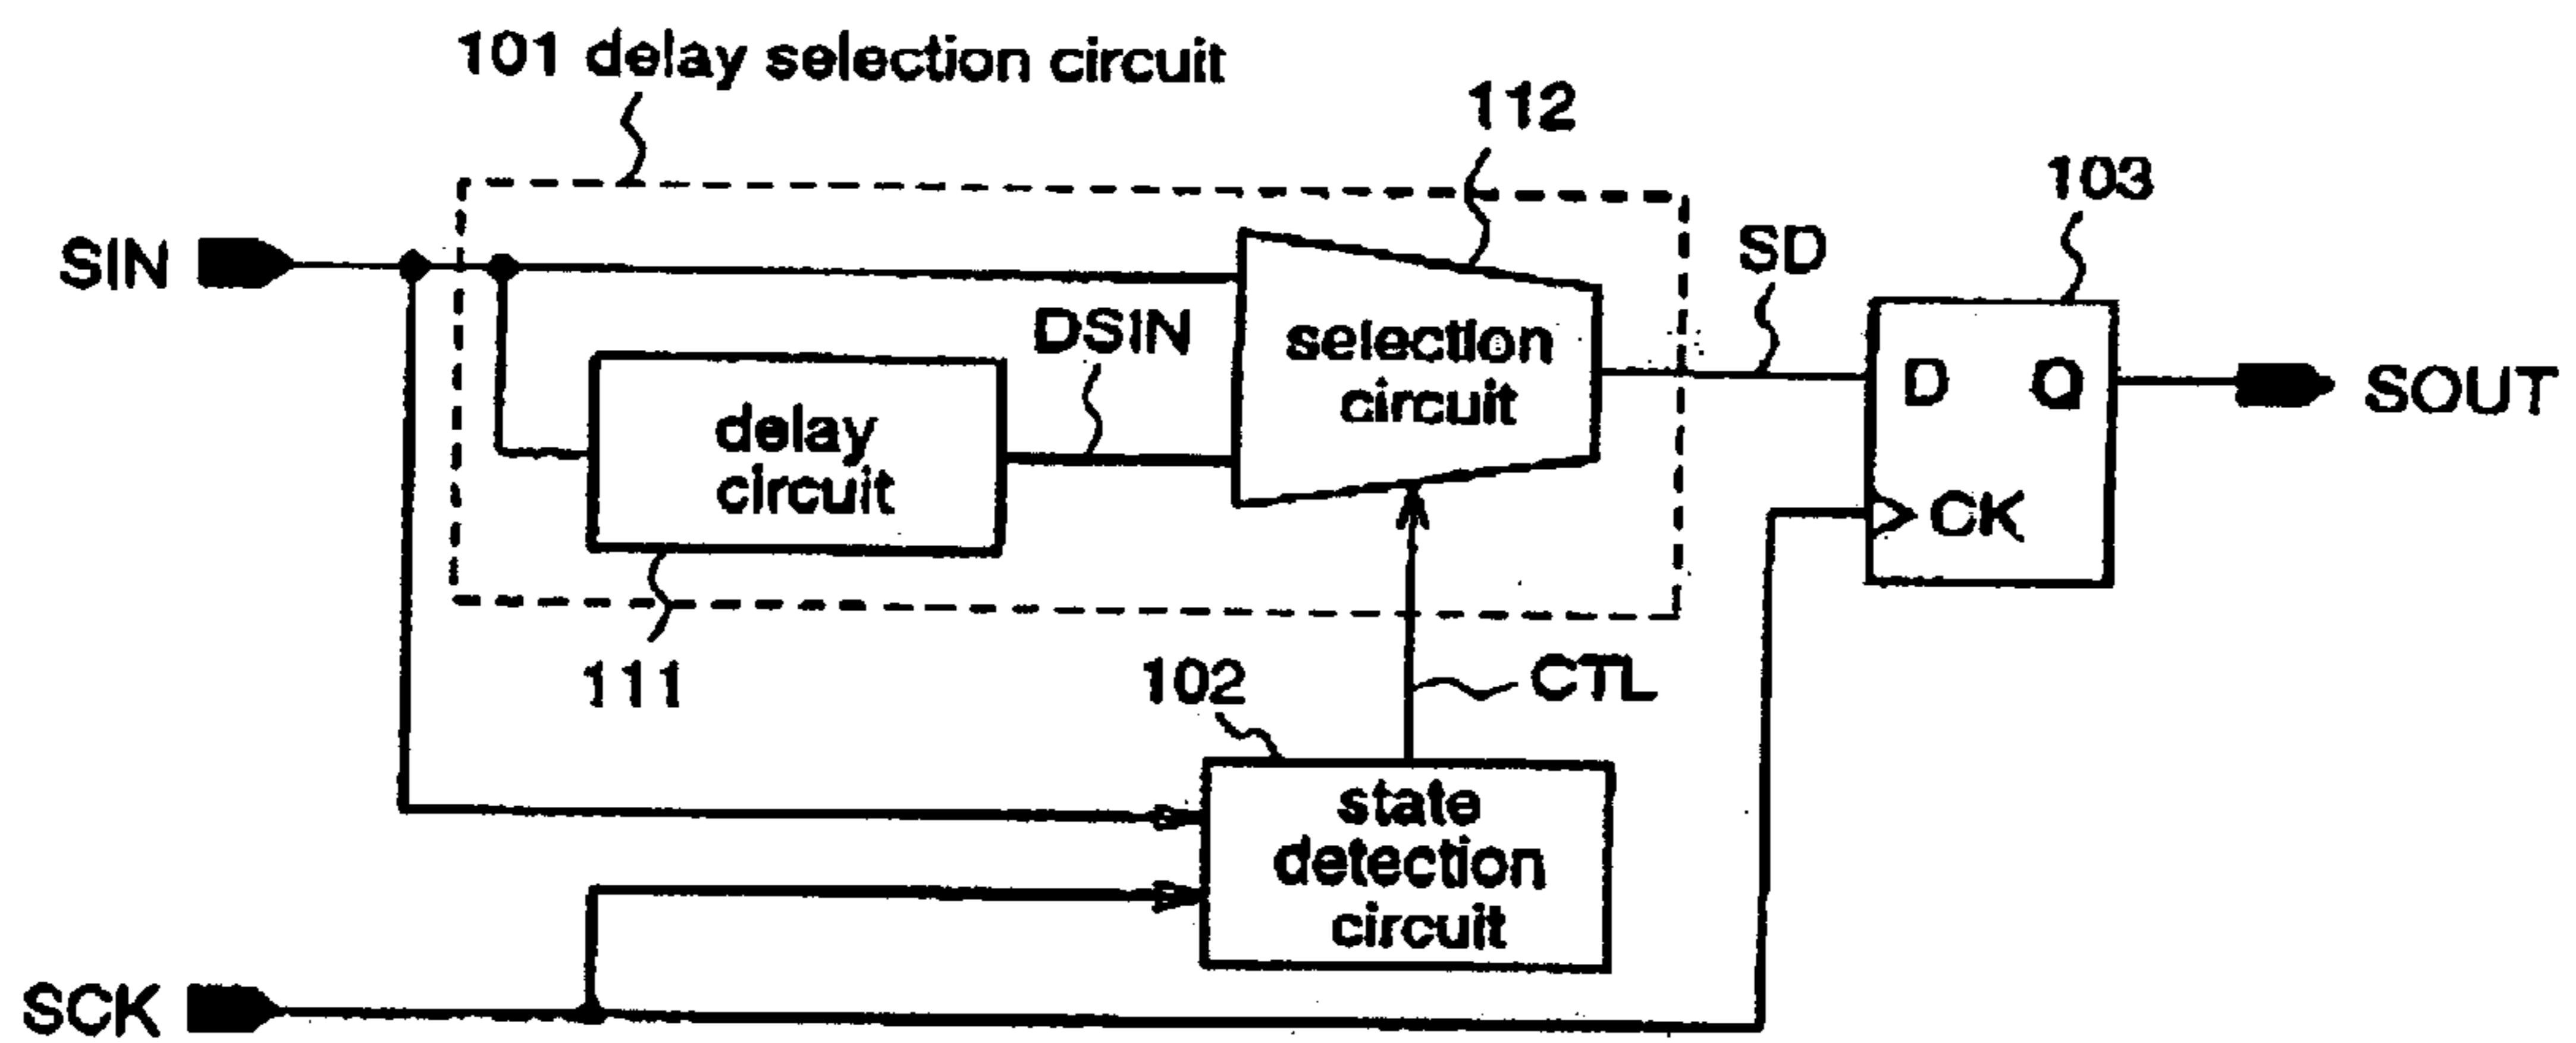 101 delay selection circuit
112
103
SIN
SD
DSIN
selection
circuit
D Q
SOUT
delay
circuit
CK
111
102
CTL
state
detection
circuit
SCK